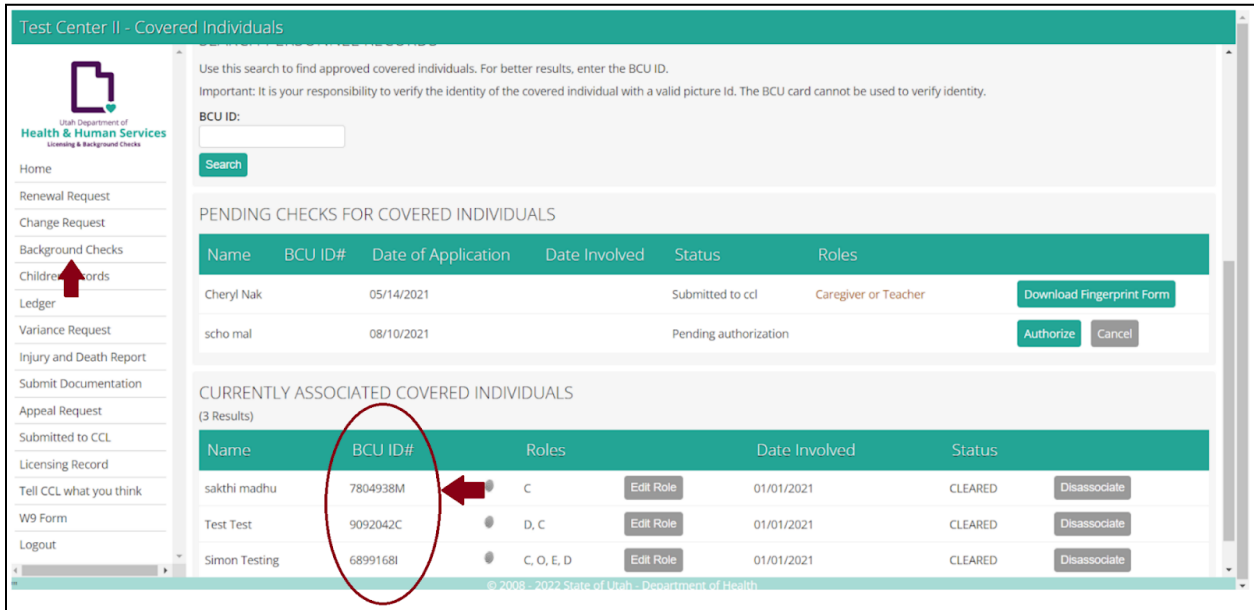 Test Center II - Covered Individuals
Utah Department of
Health & Human Services
Licensing & Background Checks
Home
Renewal Request
Change Request
Background Checks
Ledger
Variance Request
Injury and Death Report
Submit Documentation
Appeal Request
Submitted to CCL
Licensing Record
Tell CCL what you think
W9 Form
Logout
SEARCH PERSONNEL RECORDS
Use this search to find approved covered individuals. For better results, enter the BCU ID.
Important: It is your responsibility to verify the identity of the covered individual with a valid picture Id. The BCU card cannot be used to verify identity.
BCU ID:
Search
PENDING CHECKS FOR COVERED INDIVIDUALS
Name BCU ID# Date of Application Date Involved Status Roles
Cheryl Nak 05/14/2021 Submitted to ccl Caregiver or Teacher Download Fingerprint Form
scho mal 08/10/2021 Pending authorization Authorize Cancel
CURRENTLY ASSOCIATED COVERED INDIVIDUALS
(3 Results)
Name BCU ID# Roles Date Involved Status
sakthi madhu 7804938M C Edit Role 01/01/2021 CLEARED Disassociate
Test Test 9092042C D, C Edit Role 01/01/2021 CLEARED Disassociate
Simon Testing 6899168I C, O, E, D Edit Role 01/01/2021 CLEARED Disassociate
© 2008 - 2022 State of Utah - Department of Health